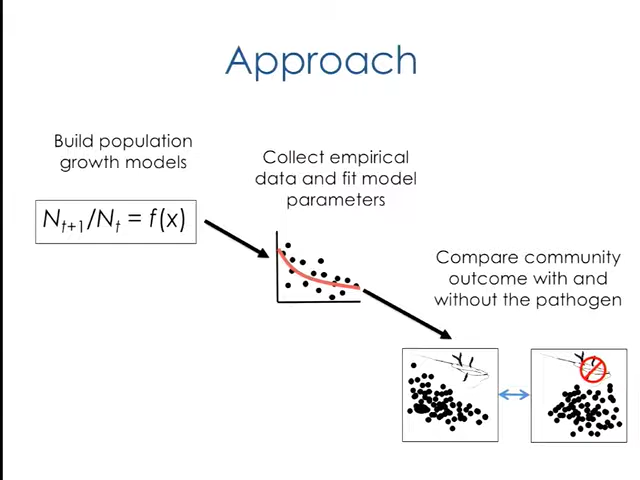 Approach
Build population
growth models
N_{t+1}/N_t = f(x)
Collect empirical
data and fit model
parameters
Compare community
outcome with and
without the pathogen